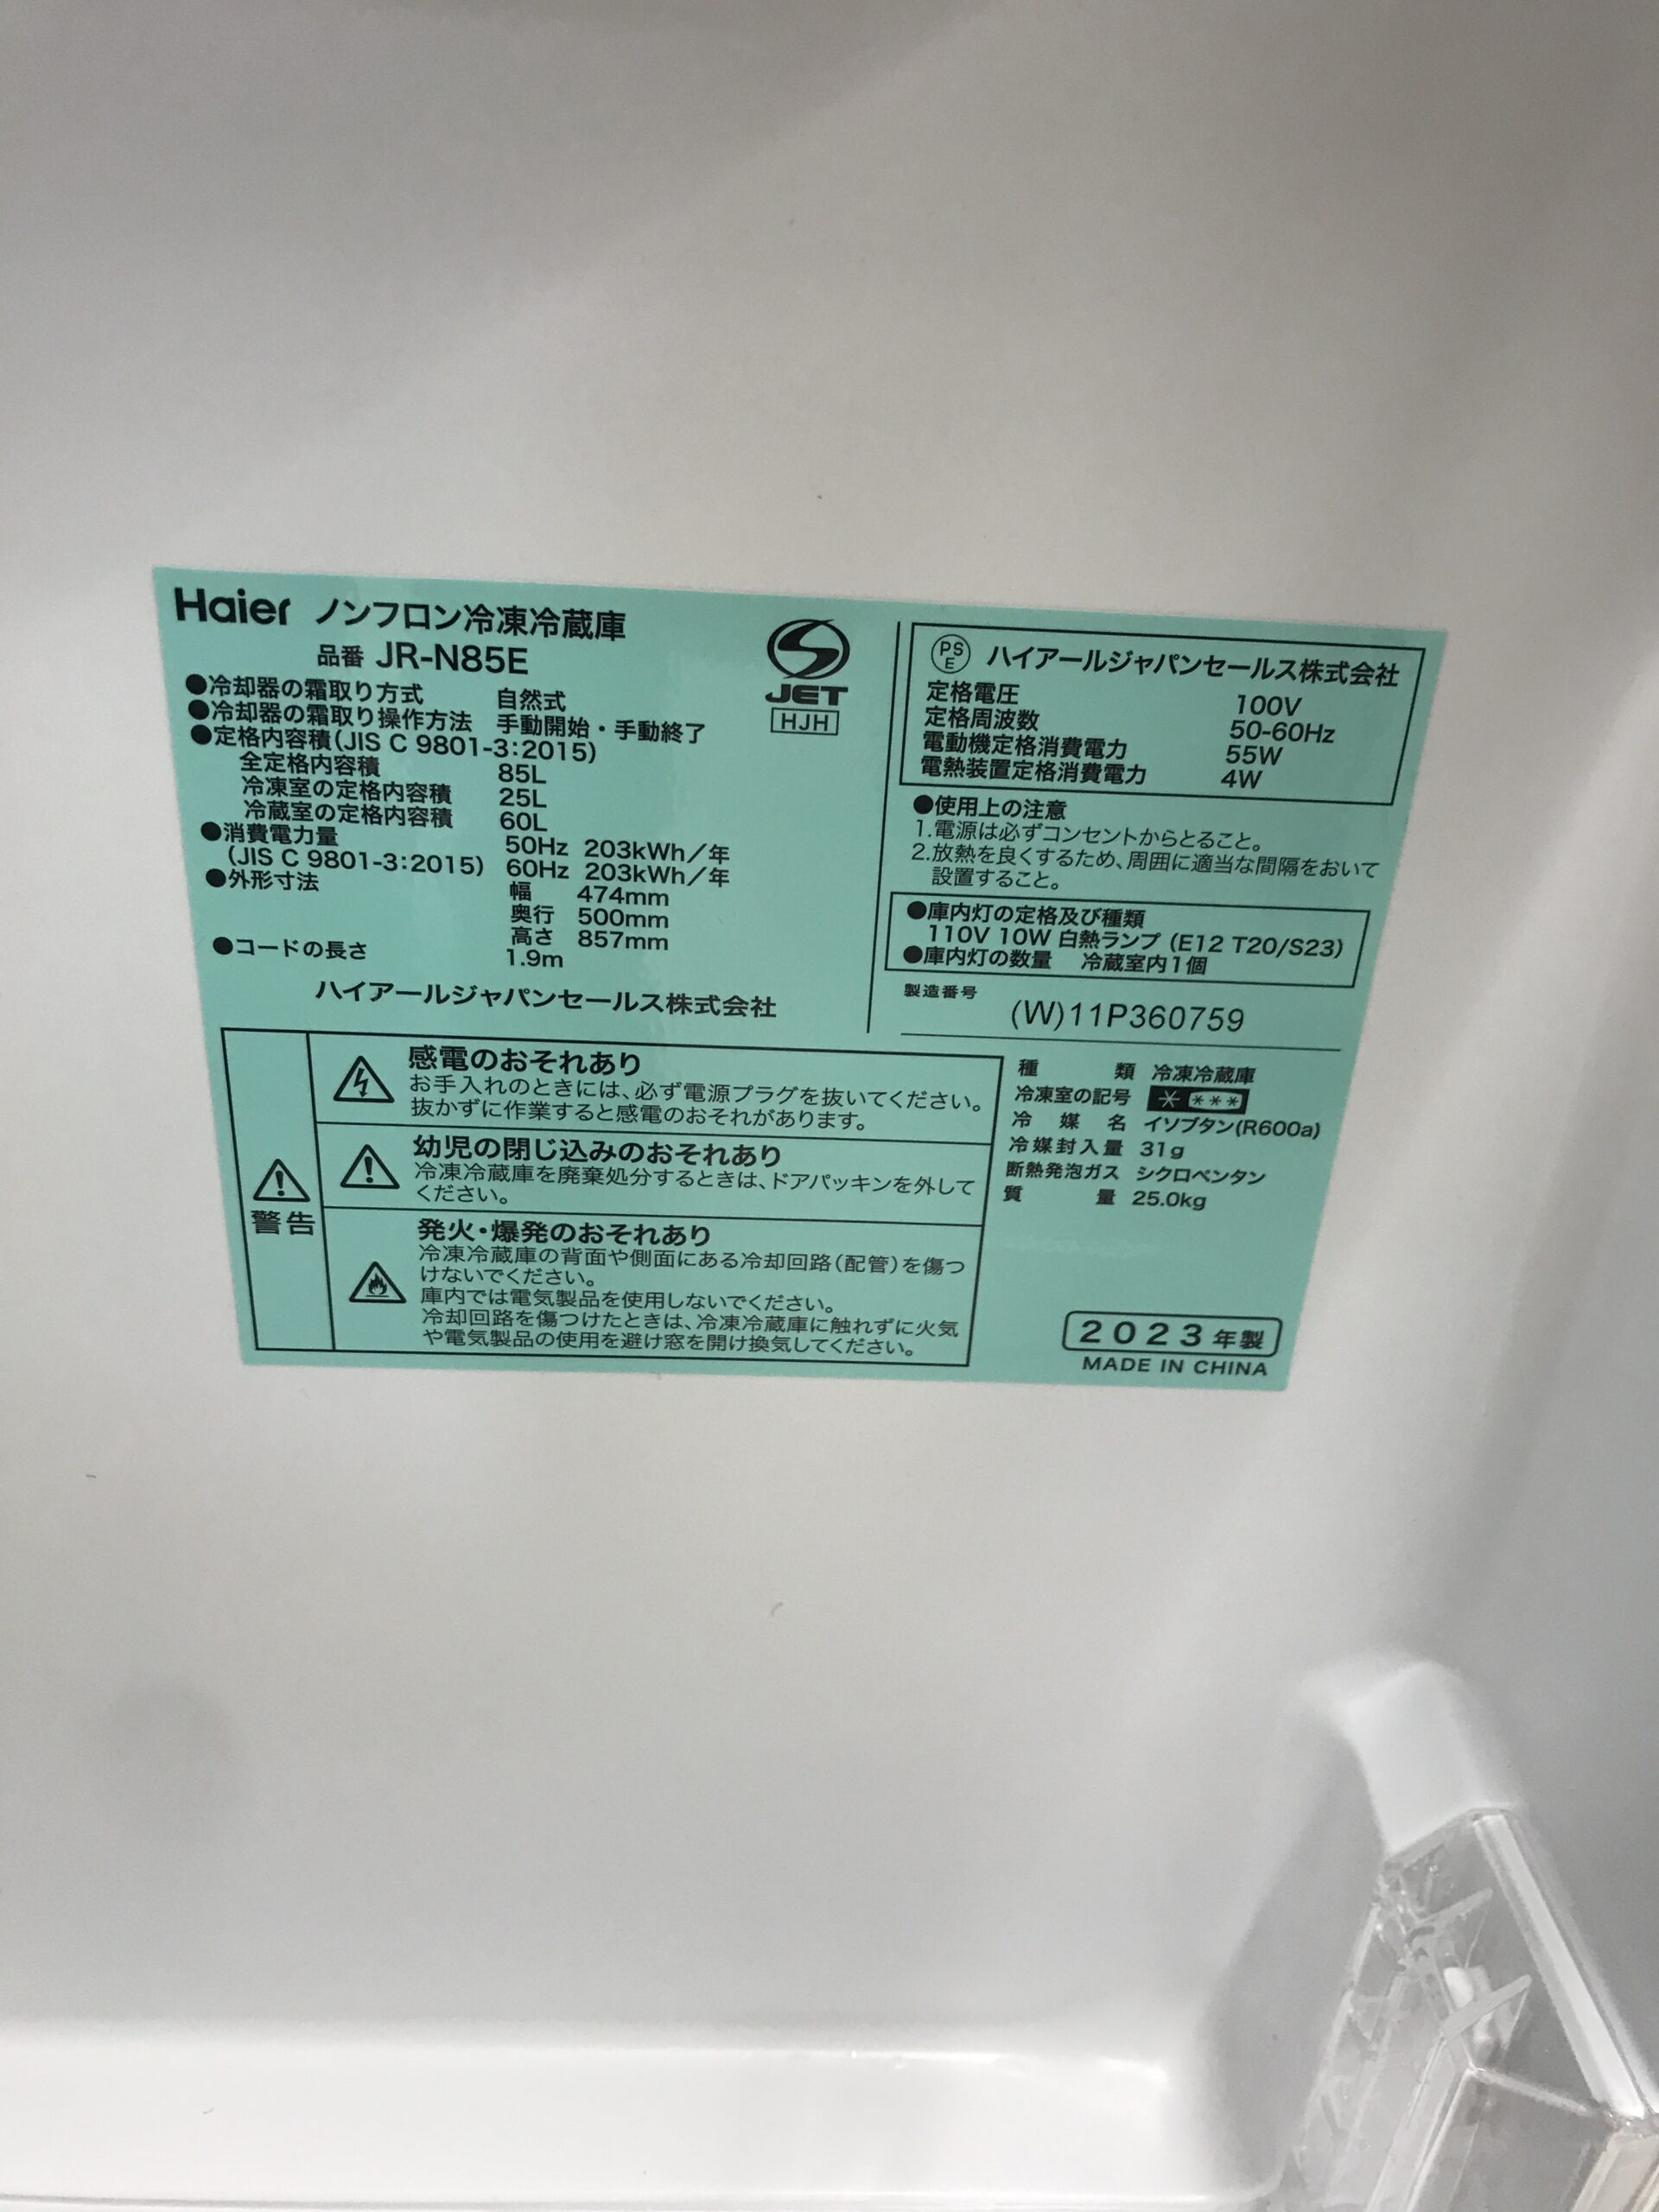 Haier ノンフロン冷凍冷蔵庫
品番 JR-N85E
●冷却器の霜取り方式 自然式
●冷却器の霜取り操作方法 手動開始・手動終了
●定格内容積(JIS C 9801-3:2015)
全定格内容積 85L
冷凍室の定格内容積 25L
冷蔵室の定格内容積 60L
●消費電力量 50Hz 203kWh/年
(JIS C 9801-3:2015) 60Hz 203kWh/年
●外形寸法 幅 474mm
奥行 500mm
高さ 857mm
●コードの長さ 1.9m
ハイアールジャパンセールス株式会社
JET
HJH
PS
E
ハイアールジャパンセールス株式会社
定格電圧 100V
定格周波数 50-60Hz
電動機定格消費電力 55W
電熱装置定格消費電力 4W
●使用上の注意
1.電源は必ずコンセントからとること。
2.放熱を良くするため、周囲に適当な間隔をおいて
設置すること。
●庫内灯の定格及び種類
110V 10W 白熱ランプ (E12 T20/S23)
●庫内灯の数量 冷蔵室内1個
製造番号
(W)11P360759
警告
感電のおそれあり
お手入れのときには、必ず電源プラグを抜いてください。
抜かずに作業すると感電のおそれがあります。
幼児の閉じ込みのおそれあり
冷凍冷蔵庫を廃棄処分するときは、ドアパッキンを外して
ください。
発火・爆発のおそれあり
冷凍冷蔵庫の背面や側面にある冷却回路(配管)を傷つ
けないでください。
庫内では電気製品を使用しないでください。
冷却回路を傷つけたときは、冷凍冷蔵庫に触れずに火気
や電気製品の使用を避け窓を開け換気してください。
種類 冷凍冷蔵庫
冷凍室の記号 * ***
冷媒名 イソブタン(R600a)
冷媒封入量 31g
断熱発泡ガス シクロペンタン
質量 25.0kg
2023年製
MADE IN CHINA